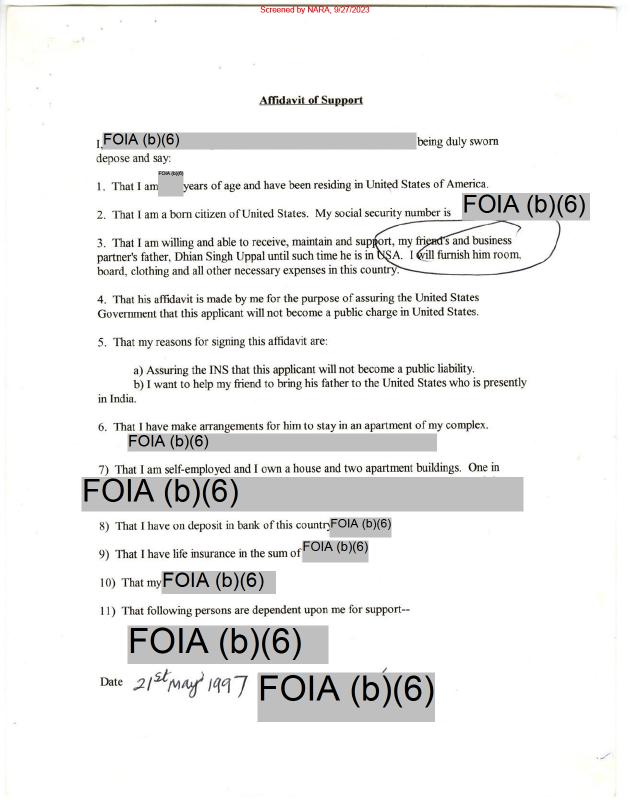 Screened by NARA, 9/27/2023
Affidavit of Support
I, FOIA (b)(6) being duly sworn
depose and say:
1. That I am FOIA (b)(6) years of age and have been residing in United States of America.
2. That I am a born citizen of United States. My social security number is FOIA (b)(6)
3. That I am willing and able to receive, maintain and support, my friend's and business
partner's father, Dhian Singh Uppal until such time he is in USA. I will furnish him room,
board, clothing and all other necessary expenses in this country.
4. That his affidavit is made by me for the purpose of assuring the United States
Government that this applicant will not become a public charge in United States.
5. That my reasons for signing this affidavit are:
a) Assuring the INS that this applicant will not become a public liability.
b) I want to help my friend to bring his father to the United States who is presently
in India.
6. That I have make arrangements for him to stay in an apartment of my complex.
FOIA (b)(6)
7) That I am self-employed and I own a house and two apartment buildings. One in
FOIA (b)(6)
8) That I have on deposit in bank of this country FOIA (b)(6)
9) That I have life insurance in the sum of FOIA (b)(6)
10) That my FOIA (b)(6)
11) That following persons are dependent upon me for support--
FOIA (b)(6)
Date 21st May 1997 FOIA (b)(6)